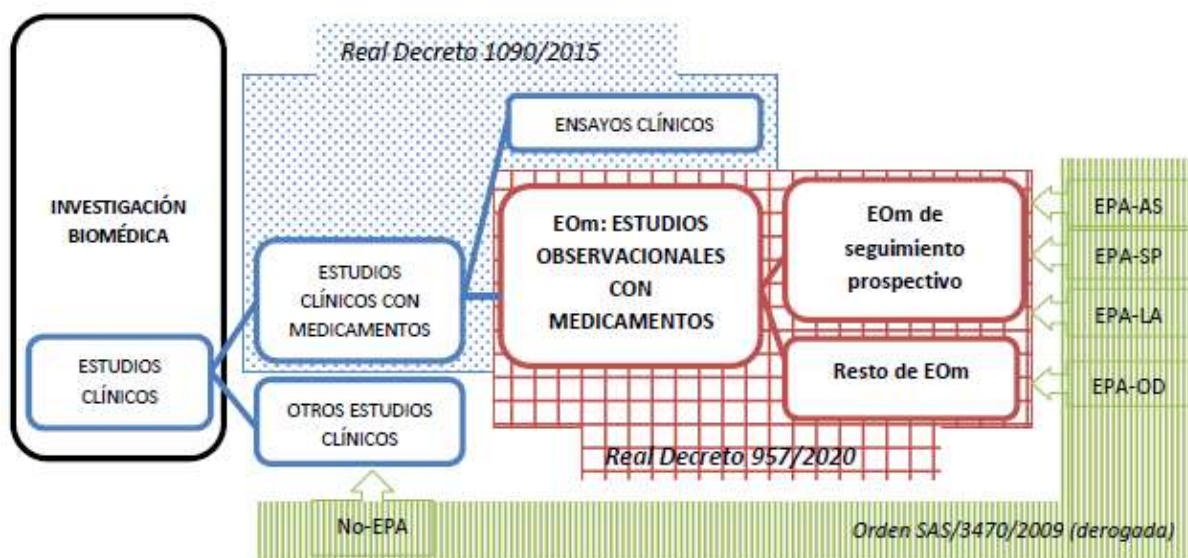 Real Decreto 1090/2015
ENSAYOS CLÍNICOS
INVESTIGACIÓN
BIOMÉDICA
ESTUDIOS
CLÍNICOS
ESTUDIOS
CLÍNICOS CON
MEDICAMENTOS
OTROS ESTUDIOS
CLÍNICOS
EOm: ESTUDIOS
OBSERVACIONALES
CON
MEDICAMENTOS
EOm de
seguimiento
prospectivo
Resto de EOm
EPA-AS
EPA-SP
EPA-LA
EPA-OD
Real Decreto 957/2020
No-EPA
Orden SAS/3470/2009 (derogada)